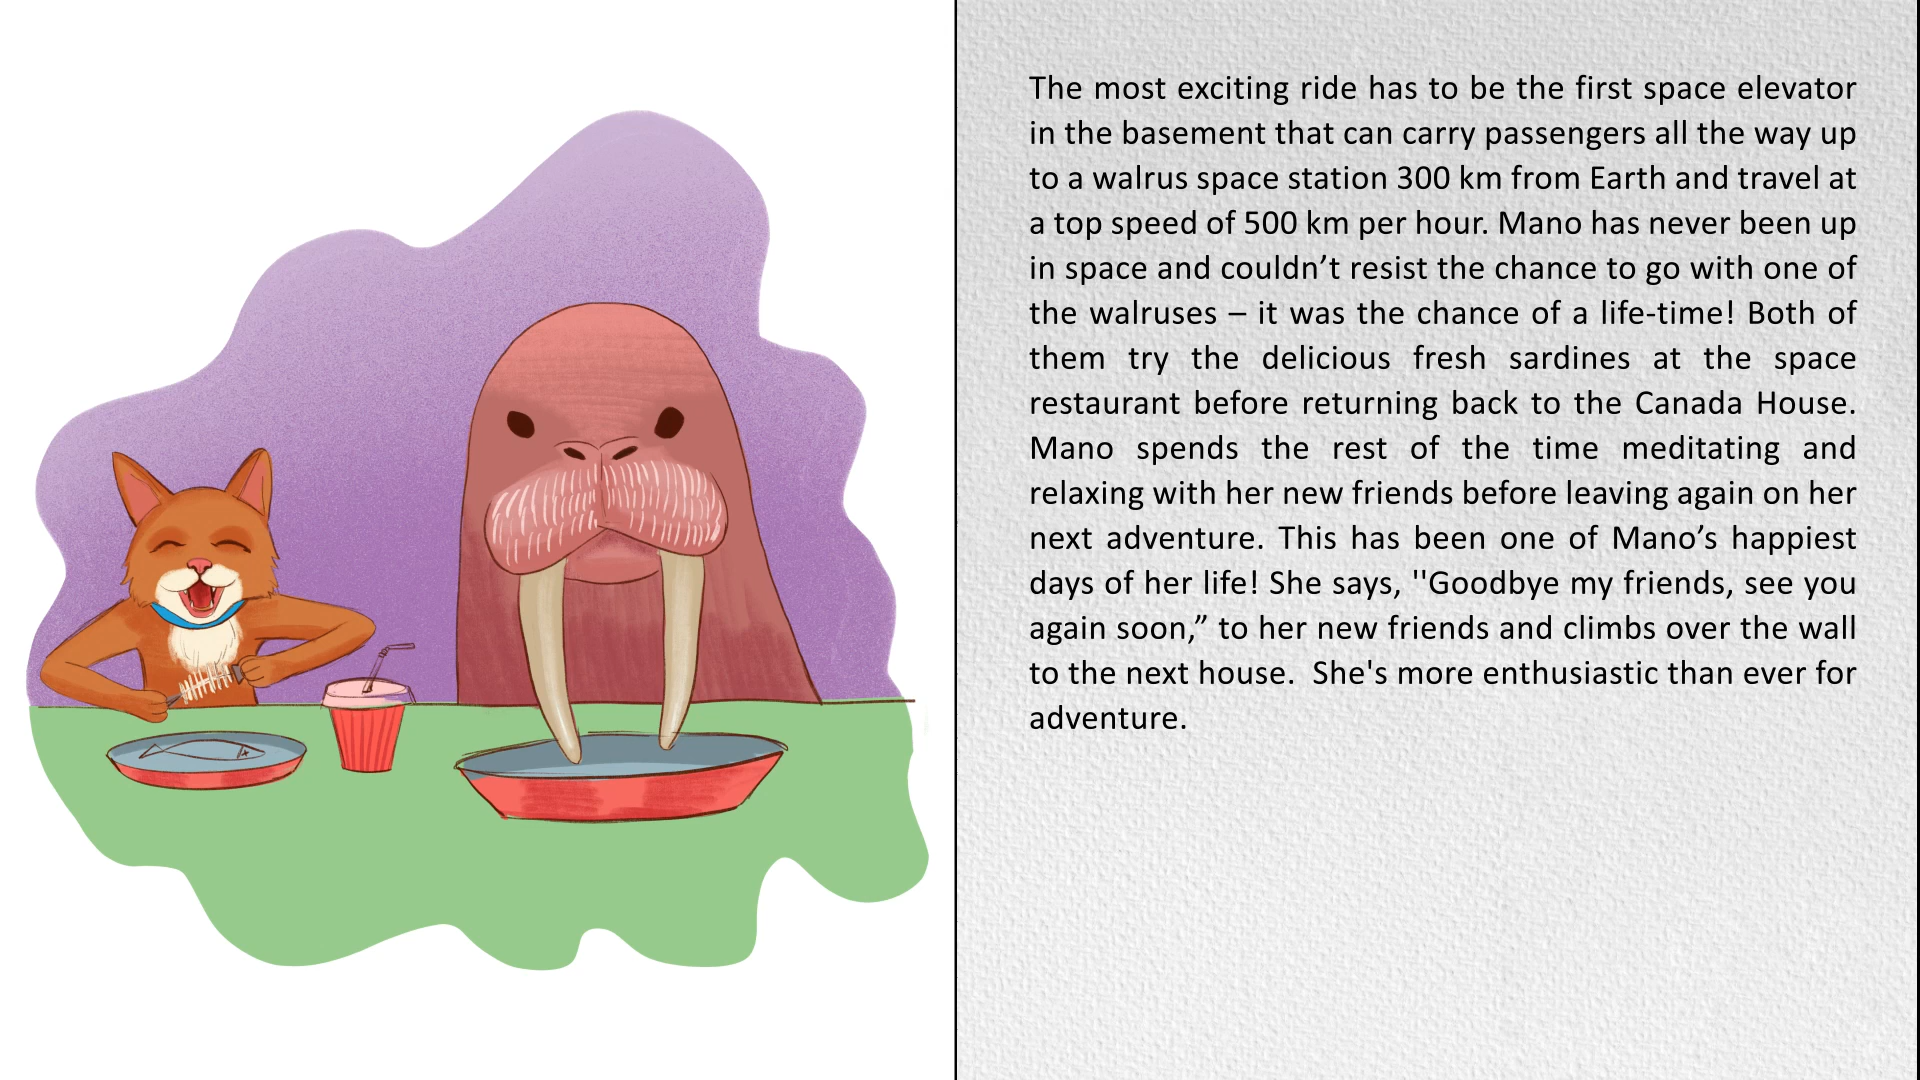 The most exciting ride has to be the first space elevator
in the basement that can carry passengers all the way up
to a walrus space station 300 km from Earth and travel at
a top speed of 500 km per hour. Mano has never been up
in space and couldn’t resist the chance to go with one of
the walruses – it was the chance of a life-time! Both of
them try the delicious fresh sardines at the space
restaurant before returning back to the Canada House.
Mano spends the rest of the time meditating and
relaxing with her new friends before leaving again on her
next adventure. This has been one of Mano’s happiest
days of her life! She says, ''Goodbye my friends, see you
again soon,” to her new friends and climbs over the wall
to the next house.  She's more enthusiastic than ever for
adventure.